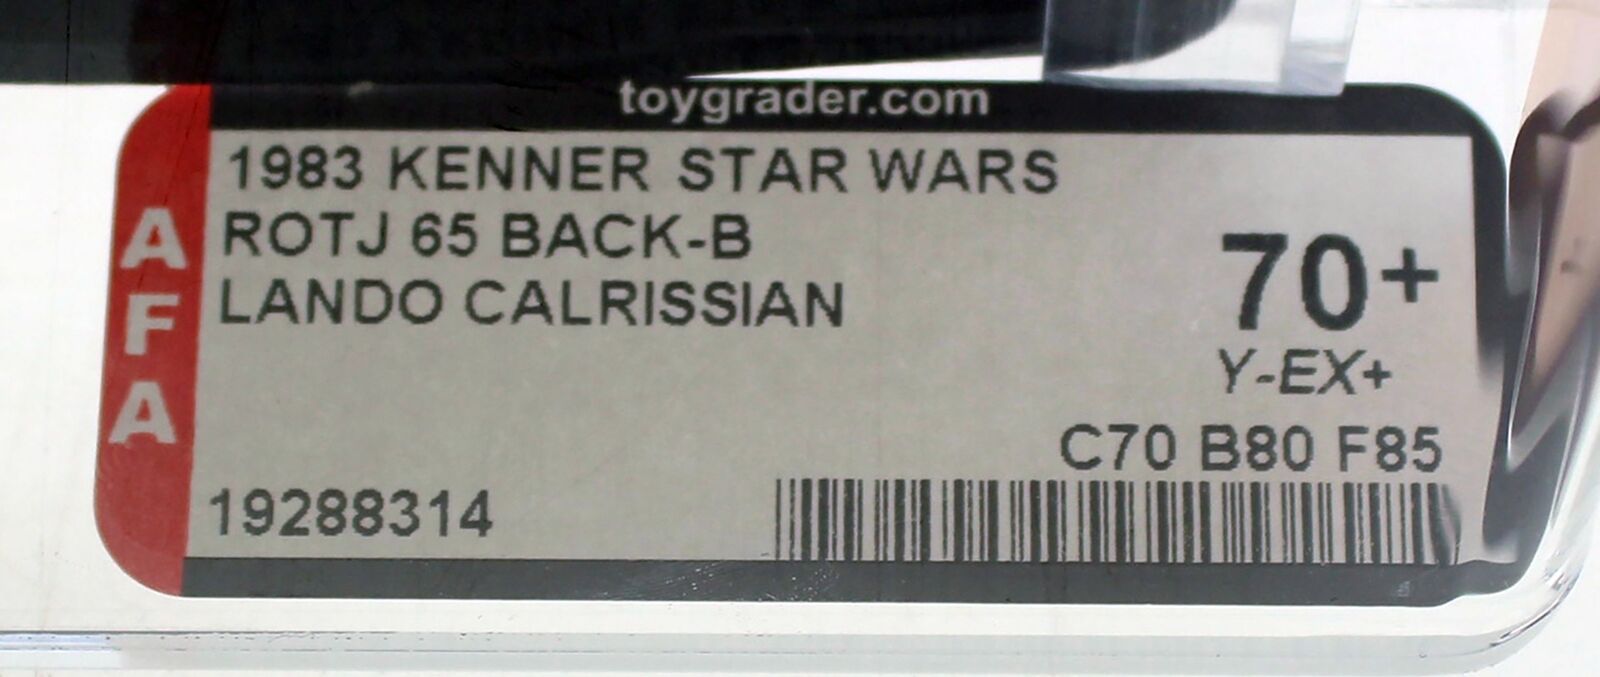 toygrader.com
AFA
1983 KENNER STAR WARS
ROTJ 65 BACK-B
LANDO CALRISSIAN
70+
Y-EX+
C70 B80 F85
19288314